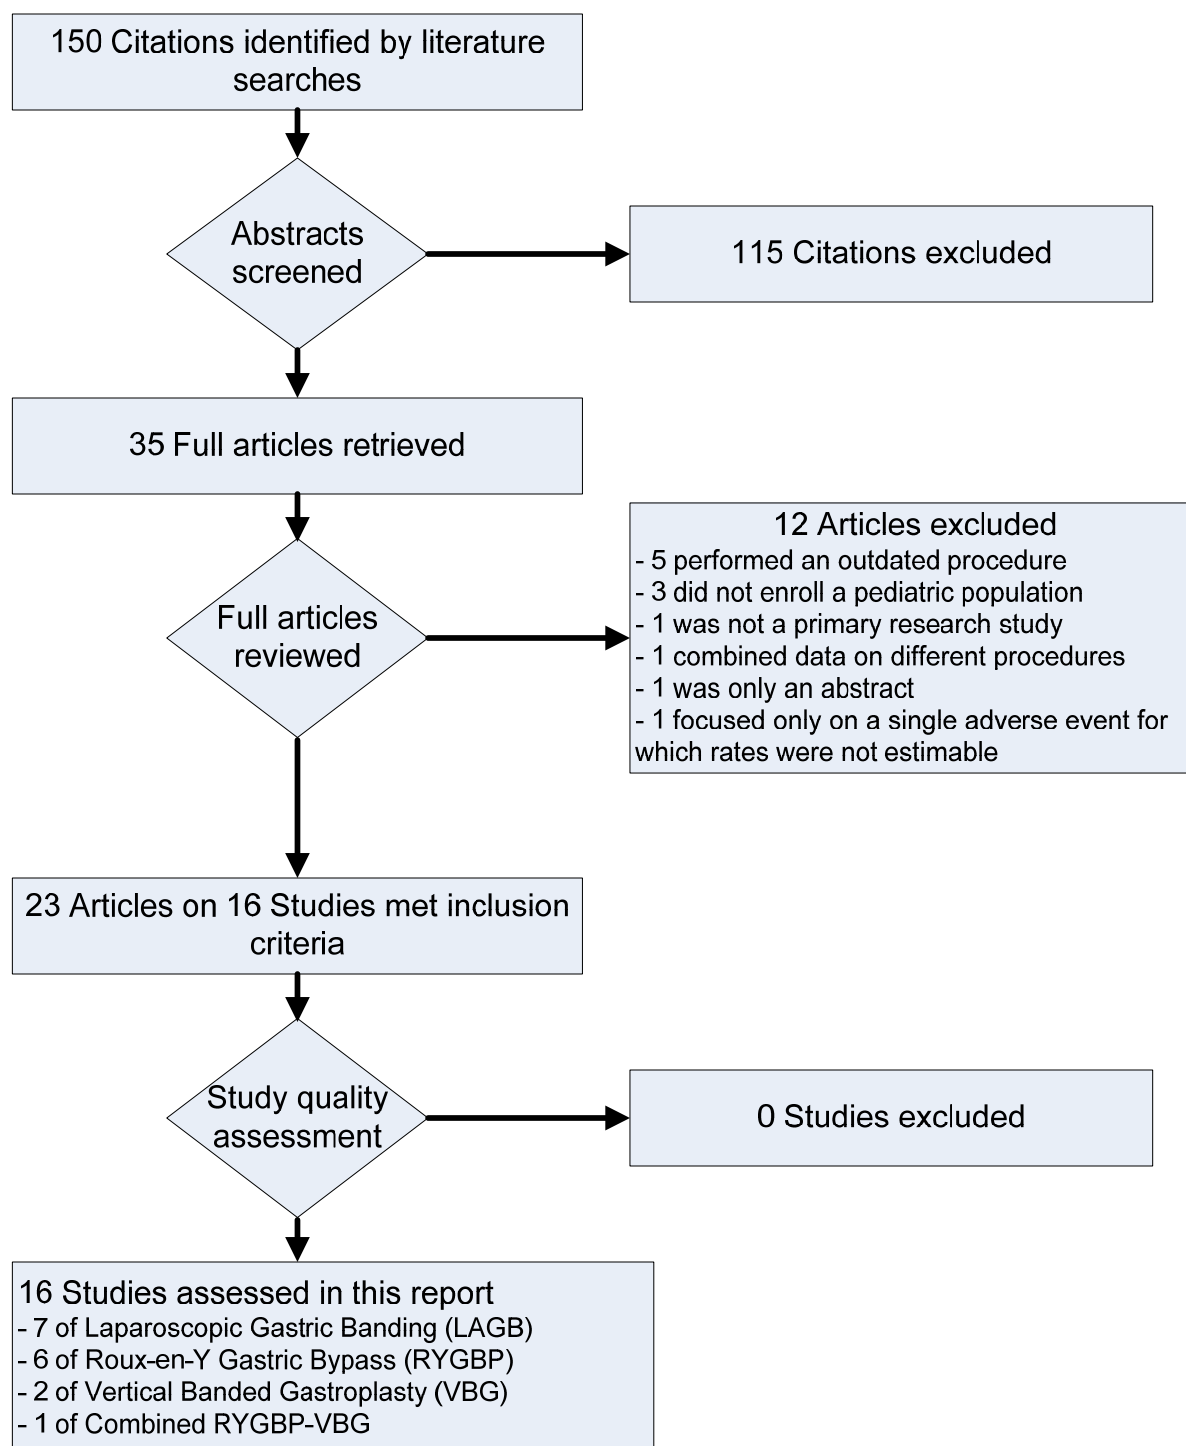 150 Citations identified by literature
searches
Abstracts
screened
115 Citations excluded
35 Full articles retrieved
Full articles
reviewed
12 Articles excluded
- 5 performed an outdated procedure
- 3 did not enroll a pediatric population
- 1 was not a primary research study
- 1 combined data on different procedures
- 1 was only an abstract
- 1 focused only on a single adverse event for
which rates were not estimable
23 Articles on 16 Studies met inclusion
criteria
Study quality
assessment
0 Studies excluded
16 Studies assessed in this report
- 7 of Laparoscopic Gastric Banding (LAGB)
- 6 of Roux-en-Y Gastric Bypass (RYGBP)
- 2 of Vertical Banded Gastroplasty (VBG)
- 1 of Combined RYGBP-VBG